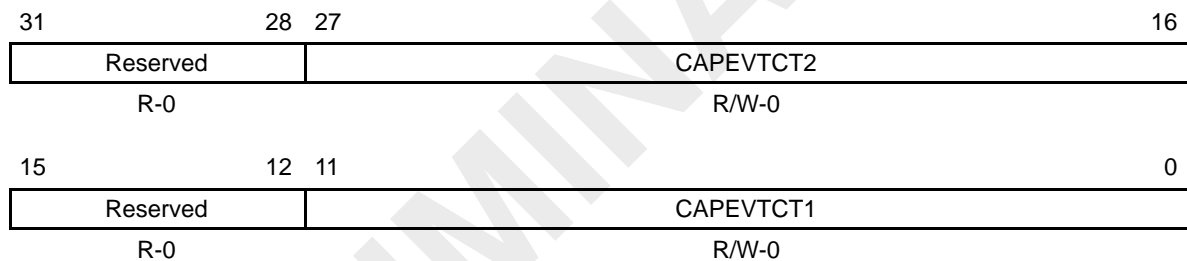 31 28 27 16
Reserved CAPEVTCT2
R-0 R/W-0
15 12 11 0
Reserved CAPEVTCT1
R-0 R/W-0